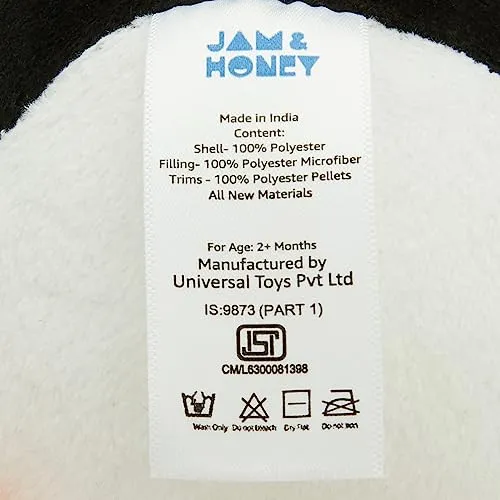 JAM &
HONEY
Made in India
Content:
Shell- 100% Polyester
Filling- 100% Polyester Microfiber
Trims - 100% Polyester Pellets
All New Materials
For Age: 2+ Months
Manufactured by
Universal Toys Pvt Ltd
IS:9873 (PART 1)
ISI
CM/L6300081398
Wash Only Do not Bleach Dry Flat Do not Iron